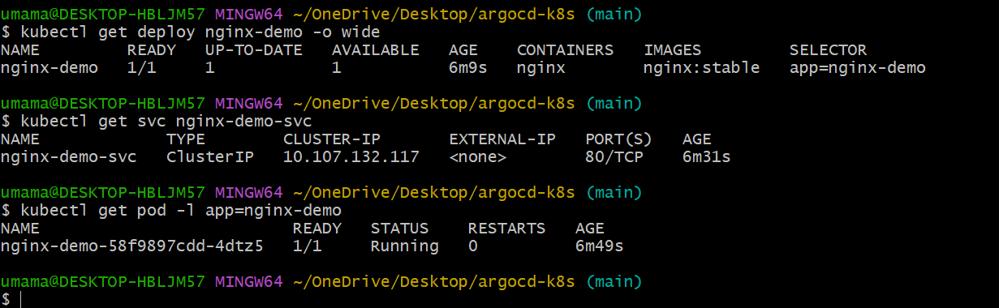 umama@DESKTOP-HBLJM57 MINGW64 ~/OneDrive/Desktop/argocd-k8s (main)
$ kubectl get deploy nginx-demo -o wide
NAME         READY   UP-TO-DATE   AVAILABLE   AGE    CONTAINERS   IMAGES         SELECTOR
nginx-demo   1/1     1            1           6m9s   nginx        nginx:stable   app=nginx-demo
umama@DESKTOP-HBLJM57 MINGW64 ~/OneDrive/Desktop/argocd-k8s (main)
$ kubectl get svc nginx-demo-svc
NAME             TYPE        CLUSTER-IP       EXTERNAL-IP   PORT(S)   AGE
nginx-demo-svc   ClusterIP   10.107.132.117   <none>        80/TCP    6m31s
umama@DESKTOP-HBLJM57 MINGW64 ~/OneDrive/Desktop/argocd-k8s (main)
$ kubectl get pod -l app=nginx-demo
NAME                          READY   STATUS    RESTARTS   AGE
nginx-demo-58f9897cdd-4dtz5   1/1     Running   0          6m49s
umama@DESKTOP-HBLJM57 MINGW64 ~/OneDrive/Desktop/argocd-k8s (main)
$